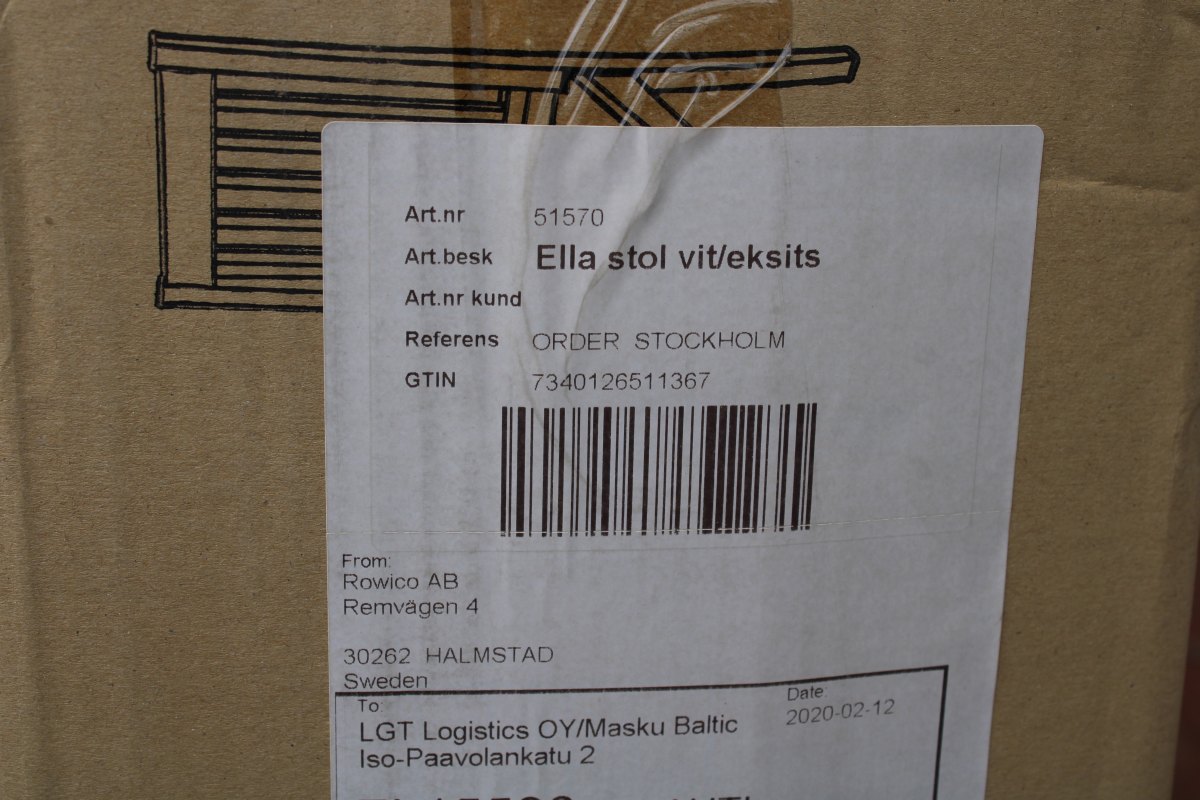 Art.nr 51570
Art.besk Ella stol vit/eksits
Art.nr kund
Referens ORDER STOCKHOLM
GTIN 7340126511367
From:
Rowico AB
Remvägen 4
30262 HALMSTAD
Sweden
To:
Date:
2020-02-12
LGT Logistics OY/Masku Baltic
Iso-Paavolankatu 2